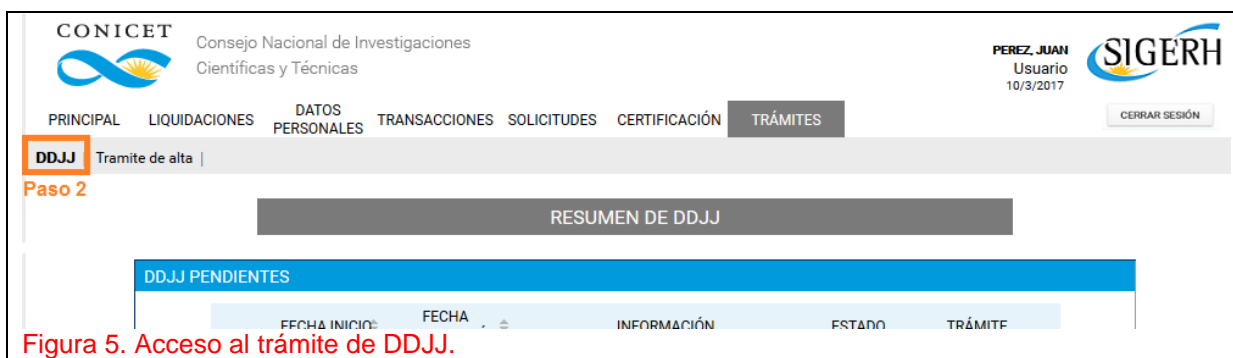 CONICET
Consejo Nacional de Investigaciones
Científicas y Técnicas
PEREZ, JUAN
Usuario
10/3/2017
SIGERH
PRINCIPAL LIQUIDACIONES DATOS PERSONALES TRANSACCIONES SOLICITUDES CERTIFICACIÓN TRÁMITES CERRAR SESIÓN
DDJJ Tramite de alta |
Paso 2
RESUMEN DE DDJJ
DDJJ PENDIENTES
FECHA INICIO FECHA INFORMACIÓN ESTADO TRÁMITE
Figura 5. Acceso al trámite de DDJJ.